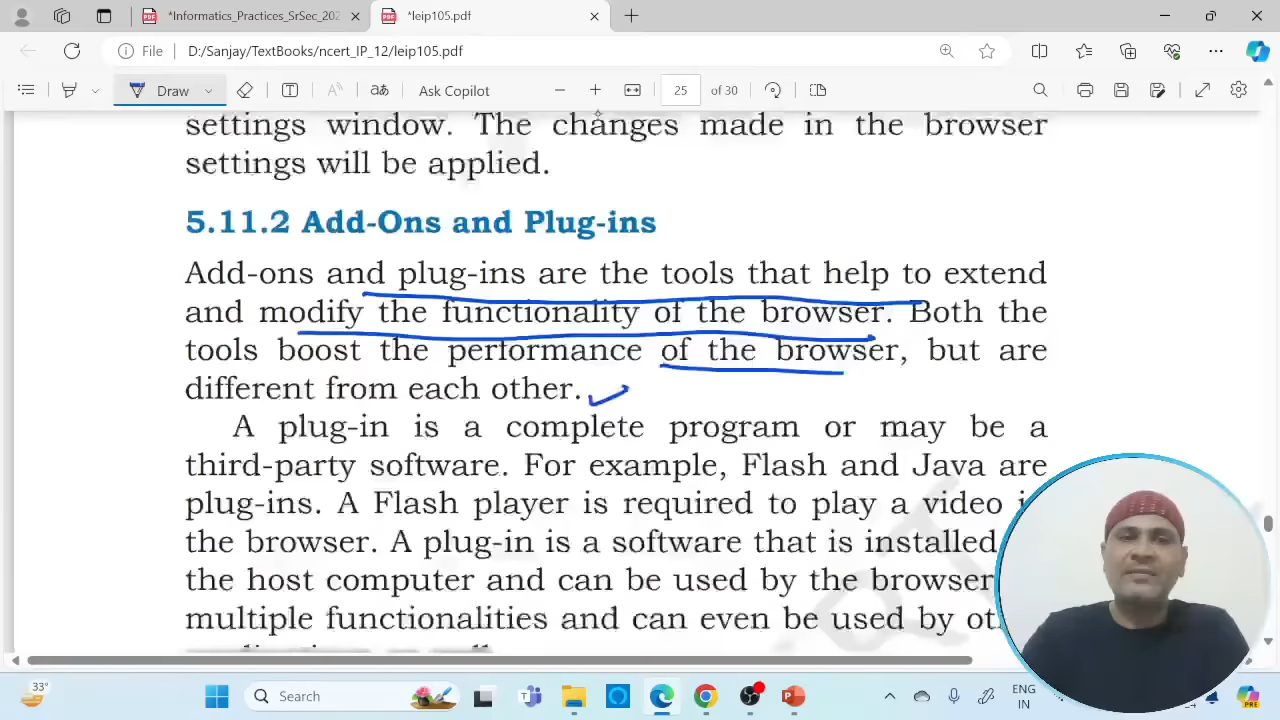 *Informatics_Practices_SrSec_202
*leip105.pdf
File
D:/Sanjay/TextBooks/ncert_IP_12/leip105.pdf
Draw
Ask Copilot
25
of 30
settings window. The changes made in the browser
settings will be applied.
5.11.2 Add-Ons and Plug-ins
Add-ons and plug-ins are the tools that help to extend
and modify the functionality of the browser. Both the
tools boost the performance of the browser, but are
different from each other.
A plug-in is a complete program or may be a
third-party software. For example, Flash and Java are
plug-ins. A Flash player is required to play a video
the browser. A plug-in is a software that is installed
the host computer and can be used by the browser
multiple functionalities and can even be used by
33°
Search
ENG
IN
PRE